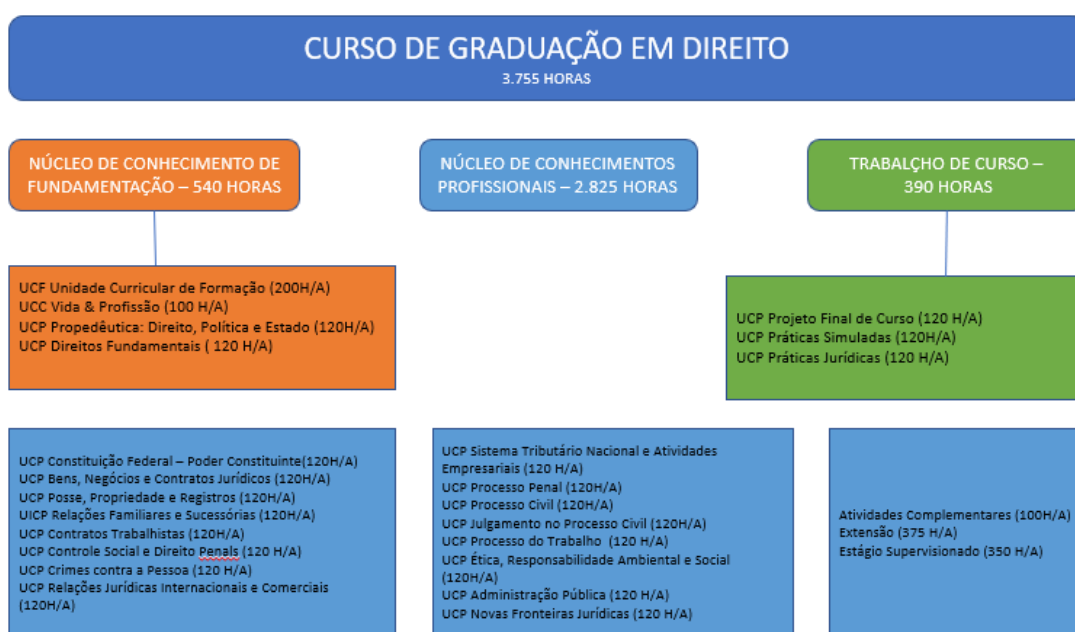 CURSO DE GRADUAÇÃO EM DIREITO
3.755 HORAS
NÚCLEO DE CONHECIMENTO DE
FUNDAMENTAÇÃO – 540 HORAS
NÚCLEO DE CONHECIMENTOS
PROFISSIONAIS – 2.825 HORAS
TRABALÇHO DE CURSO –
390 HORAS
UCF Unidade Curricular de Formação (200H/A)
UCC Vida & Profissão (100 H/A)
UCP Propedêutica: Direito, Política e Estado (120H/A)
UCP Direitos Fundamentais ( 120 H/A)
UCP Projeto Final de Curso (120 H/A)
UCP Práticas Simuladas (120H/A)
UCP Práticas Jurídicas (120 H/A)
UCP Constituição Federal – Poder Constituinte(120H/A)
UCP Bens, Negócios e Contratos Jurídicos (120H/A)
UCP Posse, Propriedade e Registros (120H/A)
UICP Relações Familiares e Sucessórias (120H/A)
UCP Contratos Trabalhistas (120H/A)
UCP Controle Social e Direito Penals (120 H/A)
UCP Crimes contra a Pessoa (120 H/A)
UCP Relações Jurídicas Internacionais e Comerciais
(120H/A)
UCP Sistema Tributário Nacional e Atividades
Empresariais (120 H/A)
UCP Processo Penal (120H/A)
UCP Processo Civil (120H/A)
UCP Julgamento no Processo Civil (120H/A)
UCP Processo do Trabalho (120 H/A)
UCP Ética, Responsabilidade Ambiental e Social
(120H/A)
UCP Administração Pública (120 H/A)
UCP Novas Fronteiras Jurídicas (120 H/A)
Atividades Complementares (100H/A)
Extensão (375 H/A)
Estágio Supervisionado (350 H/A)